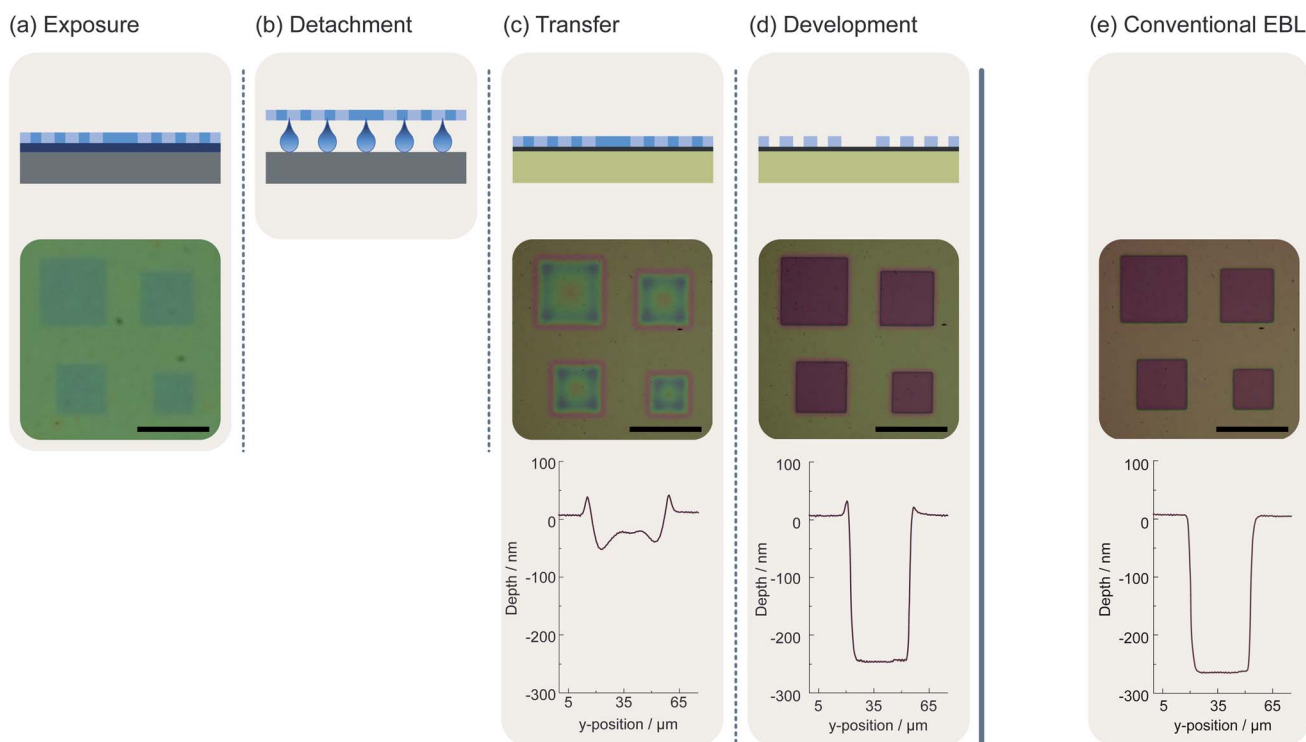 (a) Exposure
(b) Detachment
(c) Transfer
(d) Development
(e) Conventional EBL
100
0
-100
-200
-300
Depth / nm
5 35 65
y-position / µm
100
0
-100
-200
-300
Depth / nm
5 35 65
y-position / µm
100
0
-100
-200
-300
Depth / nm
5 35 65
y-position / µm